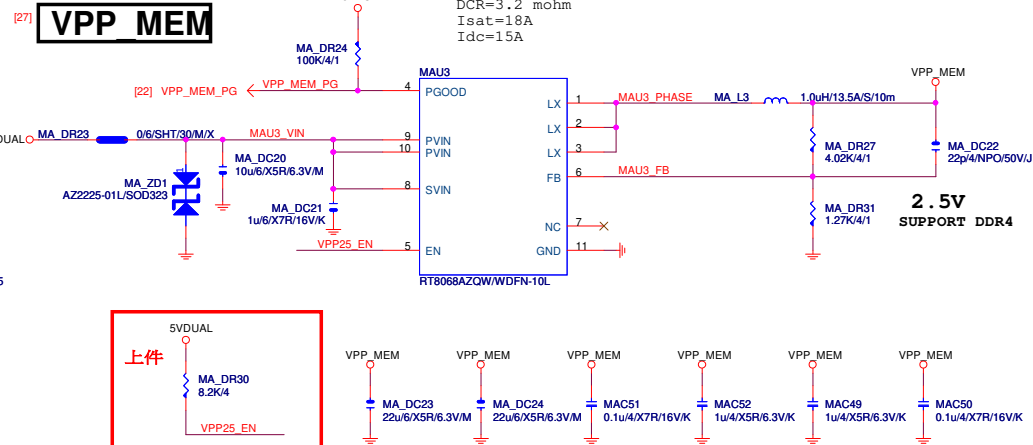 DCR=3.2 mohm
Isat=18A
Idc=15A
[27] VPP_MEM
MA_DR24
100K/4/1
MAU3
[22] VPP_MEM_PG
VPP_MEM_PG
4 PGOOD
LX 1
MAU3_PHASE
MA_L3
1.0uH/13.5A/S/10m
VPP_MEM
LX 2
LX 3
DUAL
MA_DR23
0/6/SHT/30/M/X
MAU3_VIN
9 PVIN
10 PVIN
MA_DR27
4.02K/4/1
MA_DC22
22p/4/NPO/50V/J
MA_DC20
10u/6/X5R/6.3V/M
FB 6
MAU3_FB
8 SVIN
MA_ZD1
AZ2225-01L/SOD323
MA_DC21
1u/6/X7R/16V/K
MA_DR31
1.27K/4/1
2.5V
SUPPORT DDR4
NC 7
VPP25_EN
5 EN
GND 11
RT8068AZQW/WDFN-10L
5
5VDUAL
上件
MA_DR30
8.2K/4
VPP25_EN
VPP_MEM
MA_DC23
22u/6/X5R/6.3V/M
VPP_MEM
MA_DC24
22u/6/X5R/6.3V/M
VPP_MEM
MAC51
0.1u/4/X7R/16V/K
VPP_MEM
MAC52
1u/4/X5R/6.3V/K
VPP_MEM
MAC49
1u/4/X5R/6.3V/K
VPP_MEM
MAC50
0.1u/4/X7R/16V/K